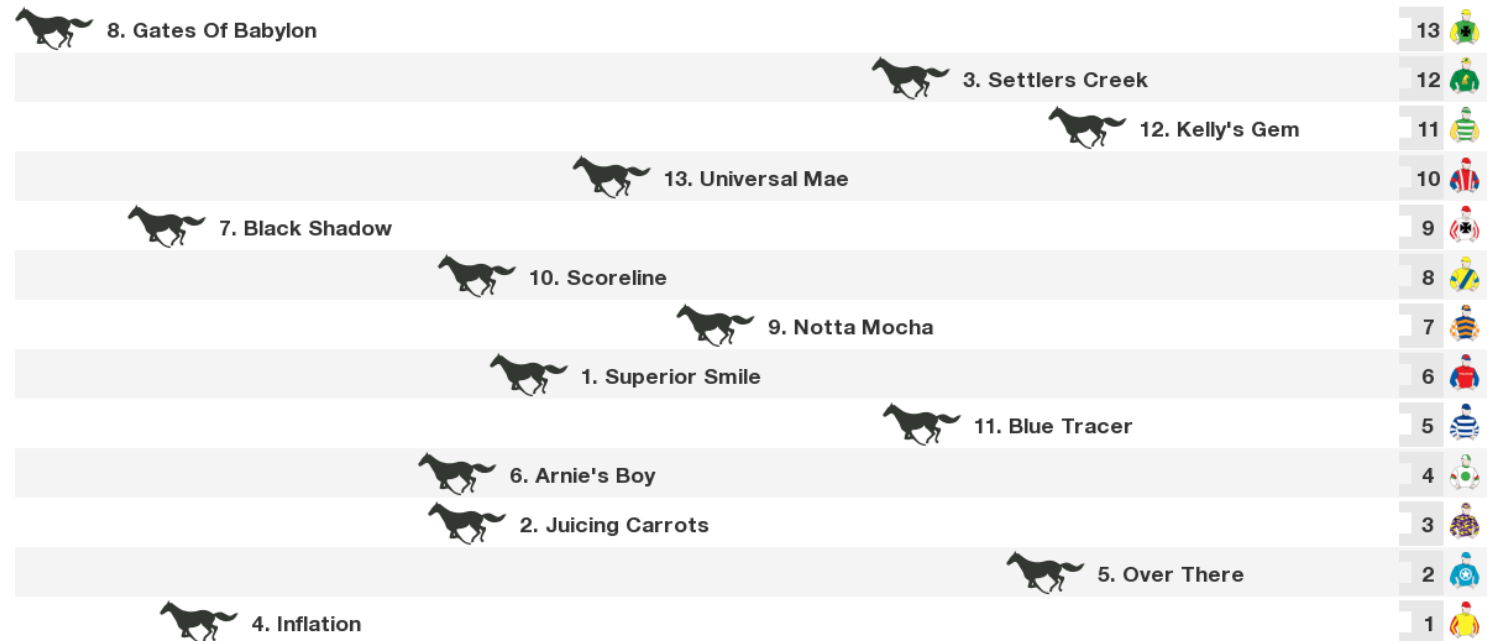 8. Gates Of Babylon 13
3. Settlers Creek 12
12. Kelly's Gem 11
13. Universal Mae 10
7. Black Shadow 9
10. Scoreline 8
9. Notta Mocha 7
1. Superior Smile 6
11. Blue Tracer 5
6. Arnie's Boy 4
2. Juicing Carrots 3
5. Over There 2
4. Inflation 1